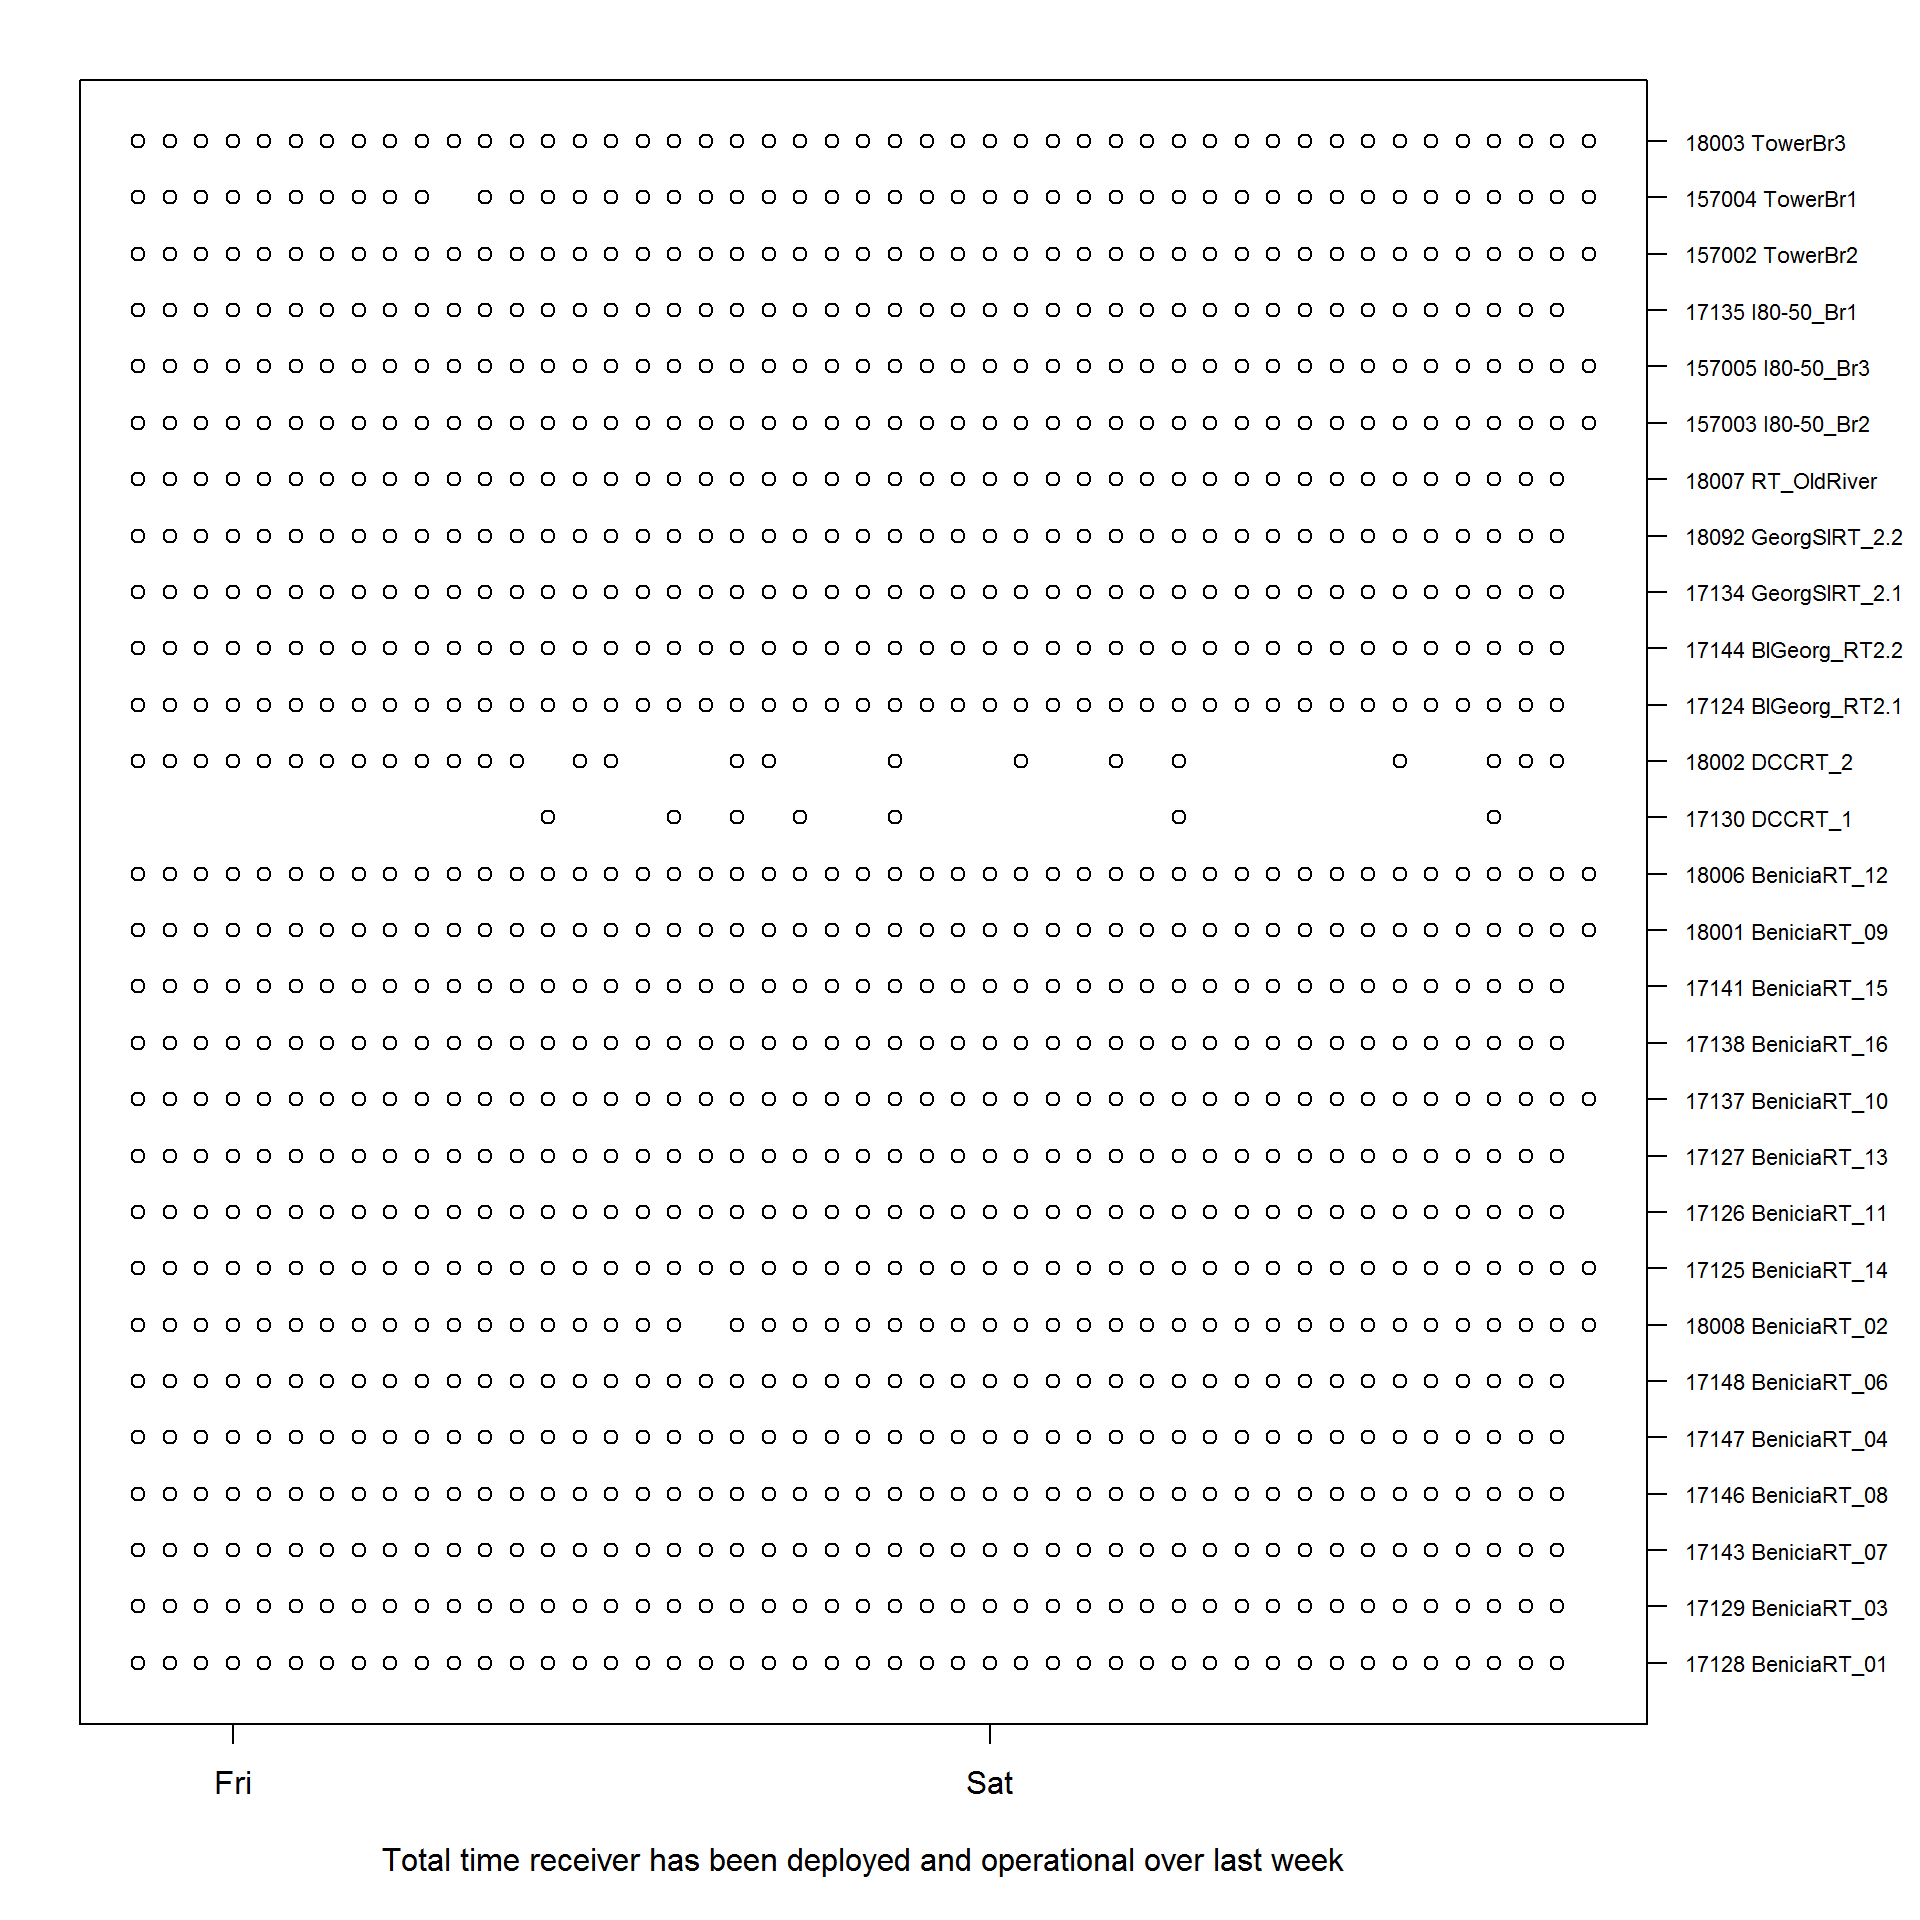 18003 TowerBr3
157004 TowerBr1
157002 TowerBr2
17135 I80-50_Br1
157005 I80-50_Br3
157003 I80-50_Br2
18007 RT_OldRiver
18092 GeorgSlRT_2.2
17134 GeorgSlRT_2.1
17144 BlGeorg_RT2.2
17124 BlGeorg_RT2.1
18002 DCCRT_2
17130 DCCRT_1
18006 BeniciaRT_12
18001 BeniciaRT_09
17141 BeniciaRT_15
17138 BeniciaRT_16
17137 BeniciaRT_10
17127 BeniciaRT_13
17126 BeniciaRT_11
17125 BeniciaRT_14
18008 BeniciaRT_02
17148 BeniciaRT_06
17147 BeniciaRT_04
17146 BeniciaRT_08
17143 BeniciaRT_07
17129 BeniciaRT_03
17128 BeniciaRT_01
Fri Sat
Total time receiver has been deployed and operational over last week